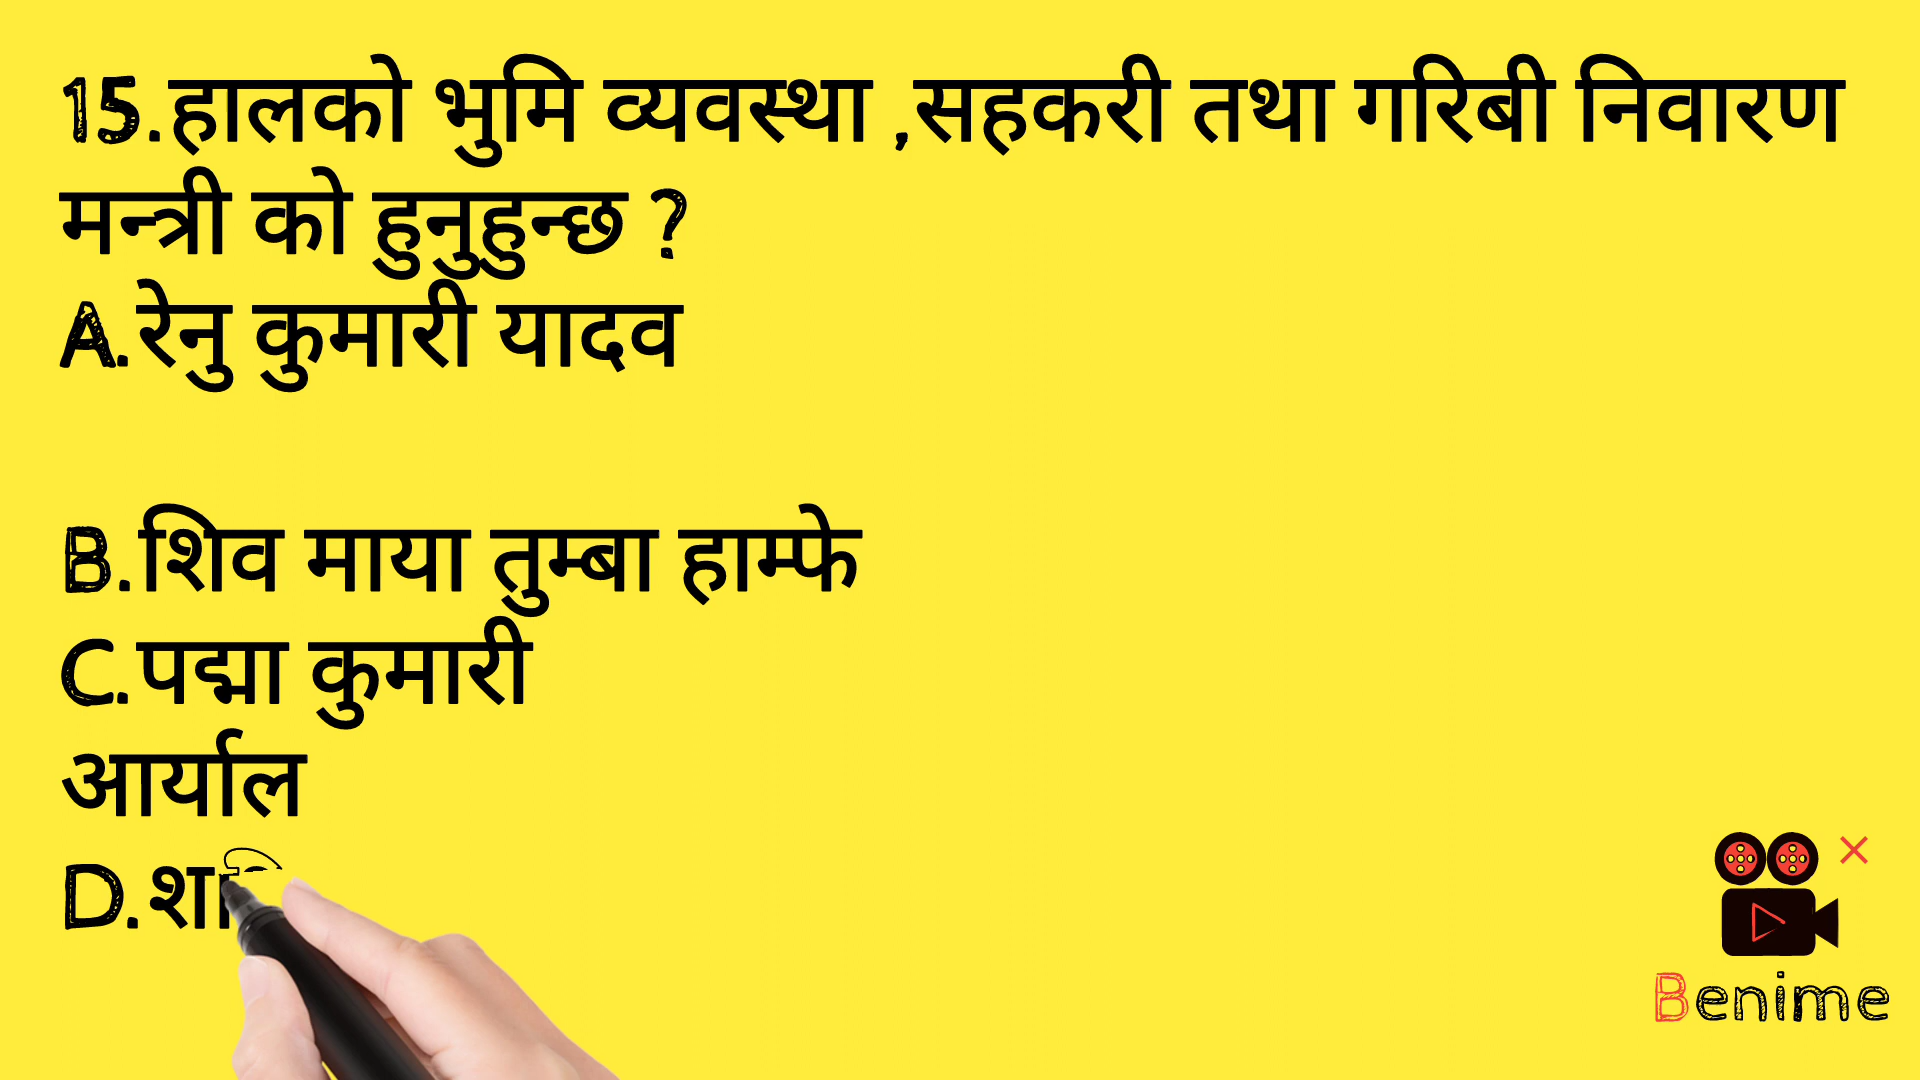 15.हालको भुमि व्यवस्था ,सहकरी तथा गरिबी निवारण
मन्त्री को हुनुहुन्छ ?
A.रेनु कुमारी यादव
B.शिव माया तुम्बा हाम्फे
C.पद्मा कुमारी
आर्याल
D.
Benime